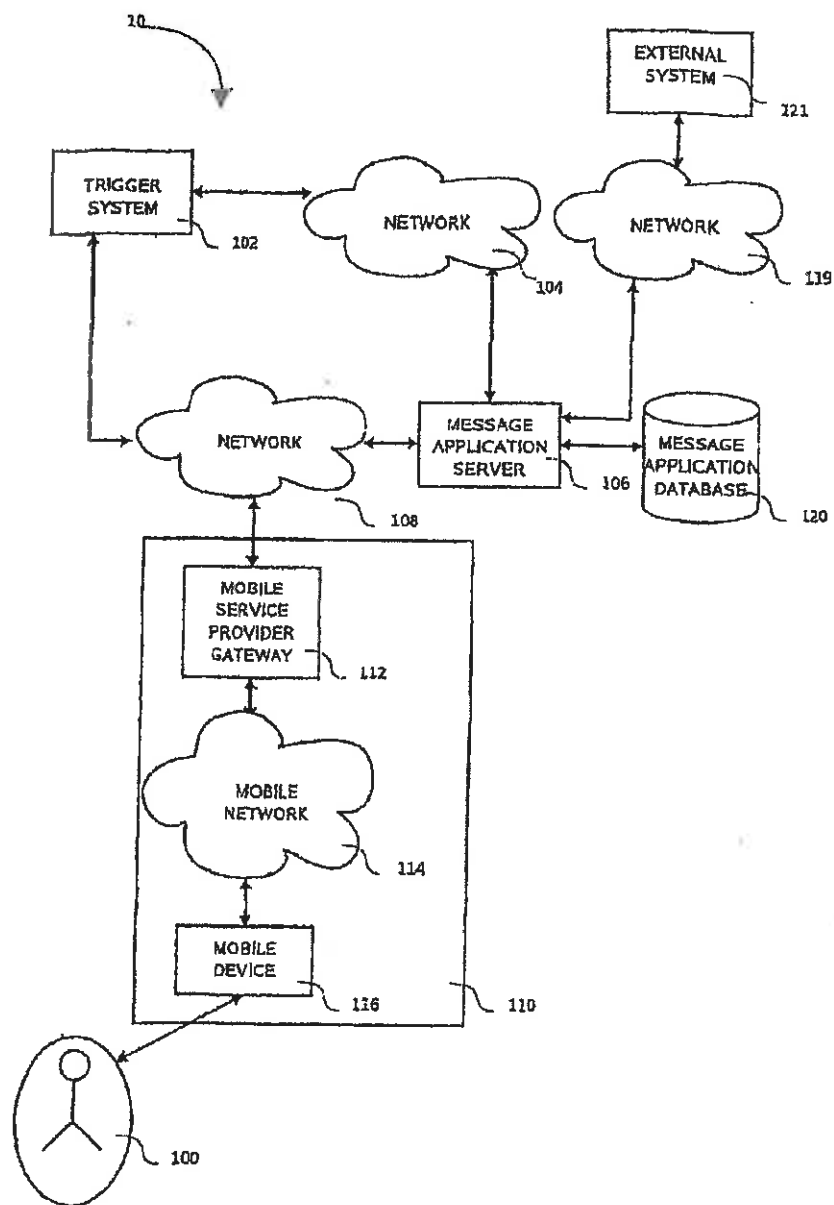 10
EXTERNAL
SYSTEM
121
TRIGGER
SYSTEM
102
NETWORK
104
NETWORK
119
NETWORK
108
MESSAGE
APPLICATION
SERVER
106
MESSAGE
APPLICATION
DATABASE
120
MOBILE
SERVICE
PROVIDER
GATEWAY
112
MOBILE
NETWORK
114
MOBILE
DEVICE
116
110
100